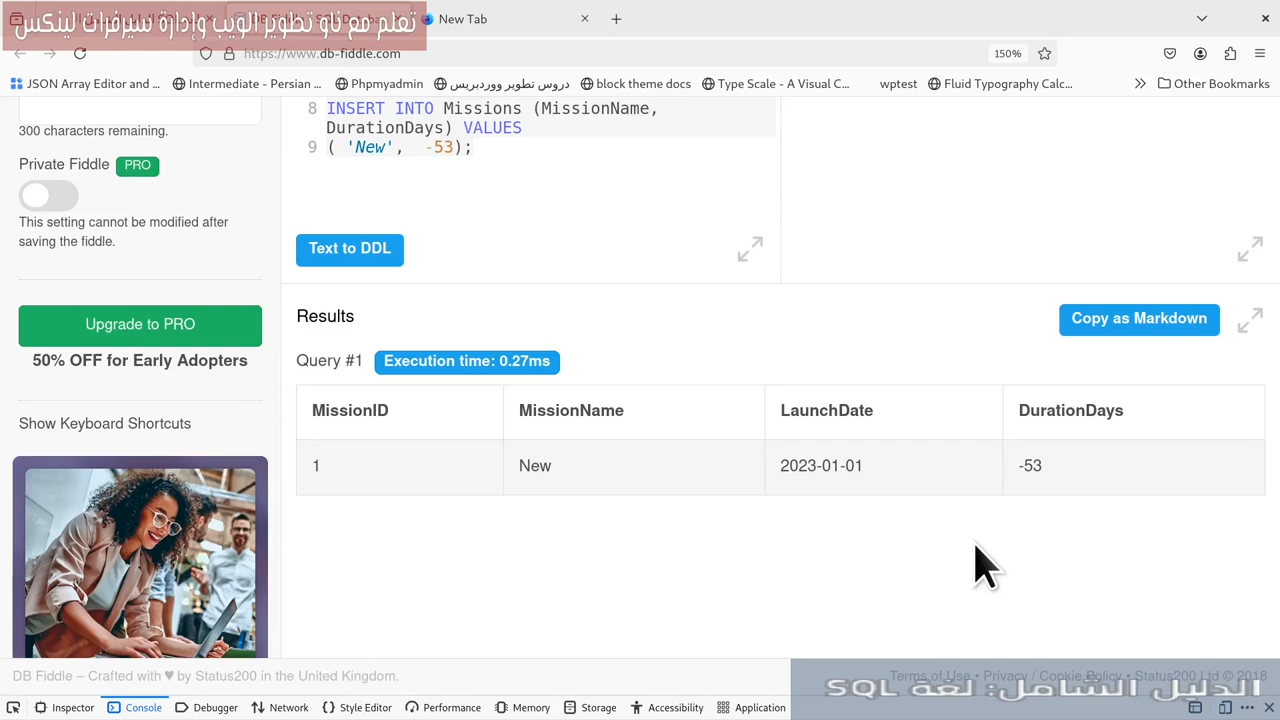 تعلم مع ناو تطوير الويب وإدارة سيرفرات لينكس
New Tab
https://www.db-fiddle.com
150%
JSON Array Editor and ...
Intermediate - Persian ...
Phpmyadmin
دروس تطوير ووردبريس
block theme docs
Type Scale - A Visual C...
wptest
Fluid Typography Calc...
Other Bookmarks
300 characters remaining.
Private Fiddle PRO
This setting cannot be modified after
saving the fiddle.
Upgrade to PRO
50% OFF for Early Adopters
Show Keyboard Shortcuts
8 INSERT INTO Missions (MissionName,
DurationDays) VALUES
9 ( 'New', -53);
Text to DDL
Results
Copy as Markdown
Query #1 Execution time: 0.27ms
MissionID MissionName LaunchDate DurationDays
1 New 2023-01-01 -53
DB Fiddle – Crafted with ♥ by Status200 in the United Kingdom.
Terms of Use • Privacy / Cookie Policy • Status200 Ltd © 2018
الدليل الشامل: لغة SQL
Inspector
Console
Debugger
Network
Style Editor
Performance
Memory
Storage
Accessibility
Application